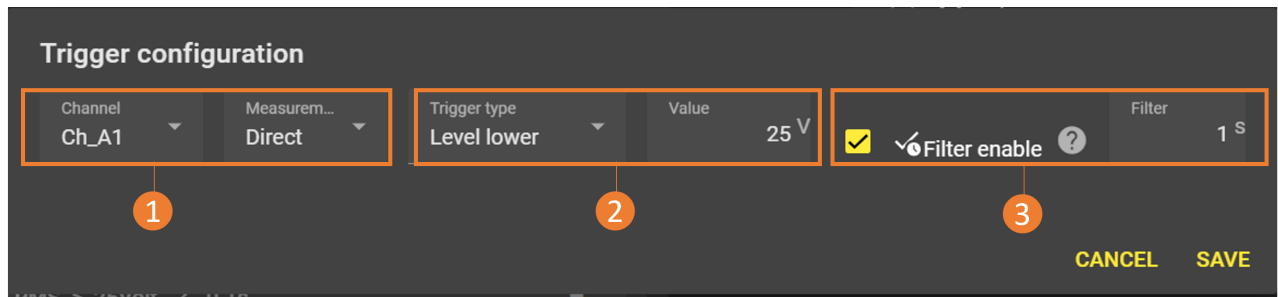 Trigger configuration
Channel
Ch_A1
Measurem...
Direct
Trigger type
Level lower
Value
25 V
Filter enable
?
Filter
1 s
1
2
3
CANCEL
SAVE